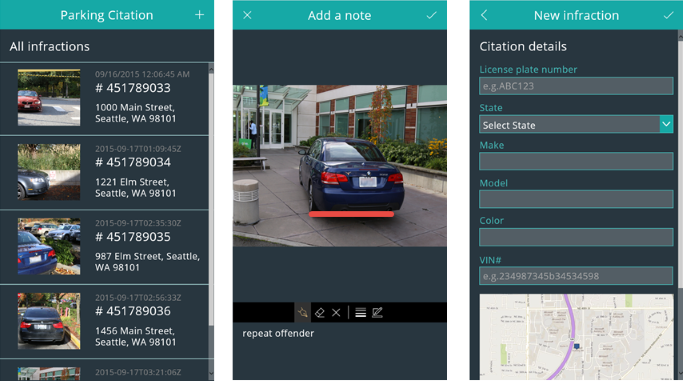 Parking Citation
All infractions
09/16/2015 12:06:45 AM
# 451789033
1000 Main Street,
Seattle, WA 98101
2015-09-17T01:09:45Z
# 451789034
1221 Elm Street,
Seattle, WA 98101
2015-09-17T02:35:30Z
# 451789035
987 Elm Street, Seattle,
WA 98101
2015-09-17T02:56:33Z
# 451789036
1456 Main Street,
Seattle, WA 98101
2015-09-17T03:21:06Z
Add a note
repeat offender
New infraction
Citation details
License plate number
e.g.ABC123
State
Select State
Make
Model
Color
VIN#
e.g.234987345b34534598